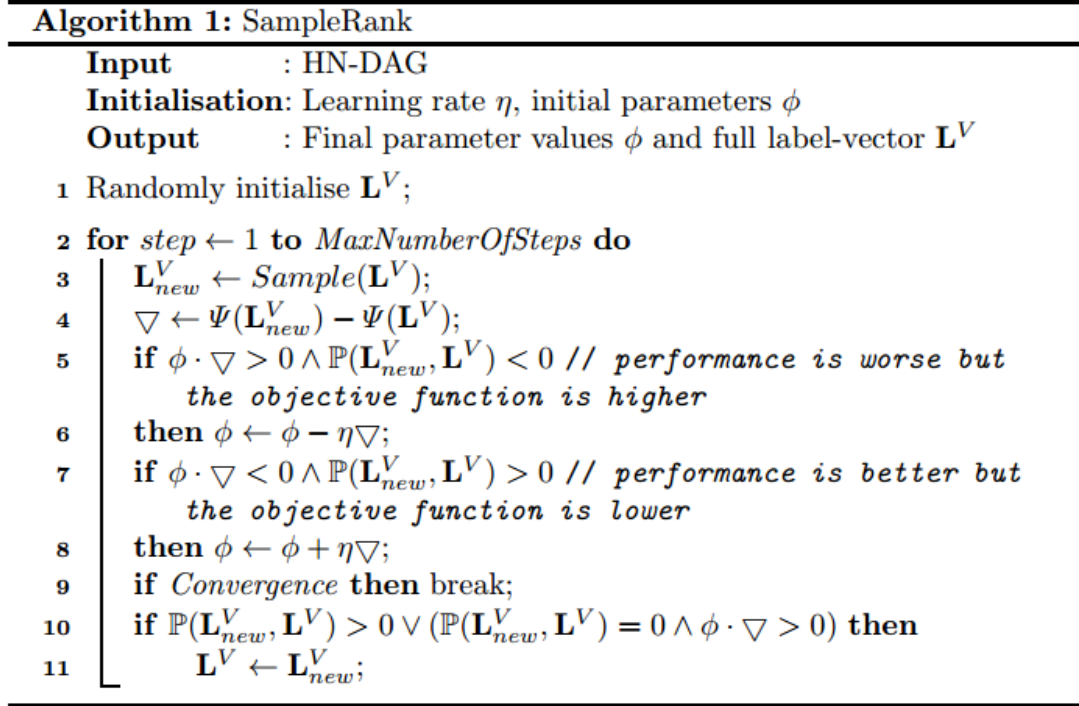 Algorithm 1: SampleRank
Input : HN-DAG
Initialisation: Learning rate η, initial parameters ϕ
Output : Final parameter values ϕ and full label-vector L^V
1 Randomly initialise L^V;
2 for step ← 1 to MaxNumberOfSteps do
3 L^V_new ← Sample(L^V);
4 ▽ ← Ψ(L^V_new) − Ψ(L^V);
5 if ϕ · ▽ > 0 ∧ ℙ(L^V_new, L^V) < 0 // performance is worse but
the objective function is higher
6 then ϕ ← ϕ − η▽;
7 if ϕ · ▽ < 0 ∧ ℙ(L^V_new, L^V) > 0 // performance is better but
the objective function is lower
8 then ϕ ← ϕ + η▽;
9 if Convergence then break;
10 if ℙ(L^V_new, L^V) > 0 ∨ (ℙ(L^V_new, L^V) = 0 ∧ ϕ · ▽ > 0) then
11 L^V ← L^V_new;